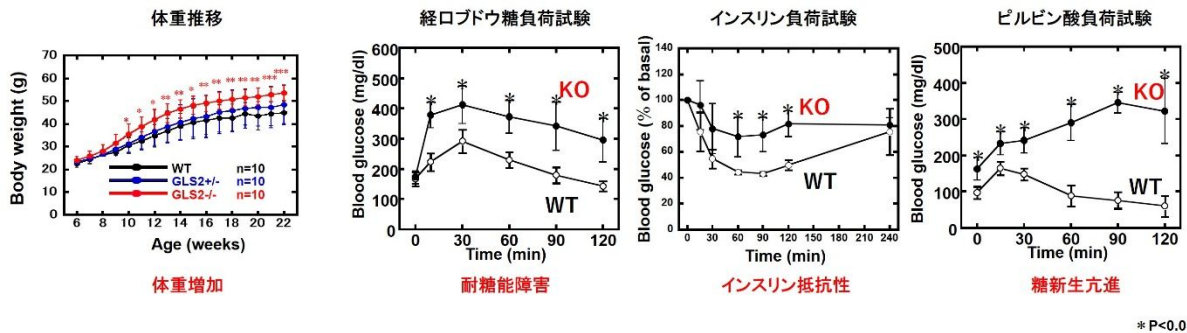 体重推移
Body weight (g)
70
60
50
40
30
20
10
0
* * ** ** * ** ** ** ** ** *** ***
WT n=10
GLS2+/- n=10
GLS2-/- n=10
6 8 10 12 14 16 18 20 22
Age (weeks)
体重増加
経口ブドウ糖負荷試験
Blood glucose (mg/dl)
600
500
400
300
200
100
0
* * * * *
KO
WT
0 30 60 90 120
Time (min)
耐糖能障害
インスリン負荷試験
Blood glucose (% of basal)
140
120
100
80
60
40
20
0
* * *
KO
WT
0 30 60 90 120 150 180 210 240
Time (min)
インスリン抵抗性
ピルビン酸負荷試験
Blood glucose (mg/dl)
500
400
300
200
100
0
* * * * * *
KO
WT
0 30 60 90 120
Time (min)
糖新生亢進
* P<0.0